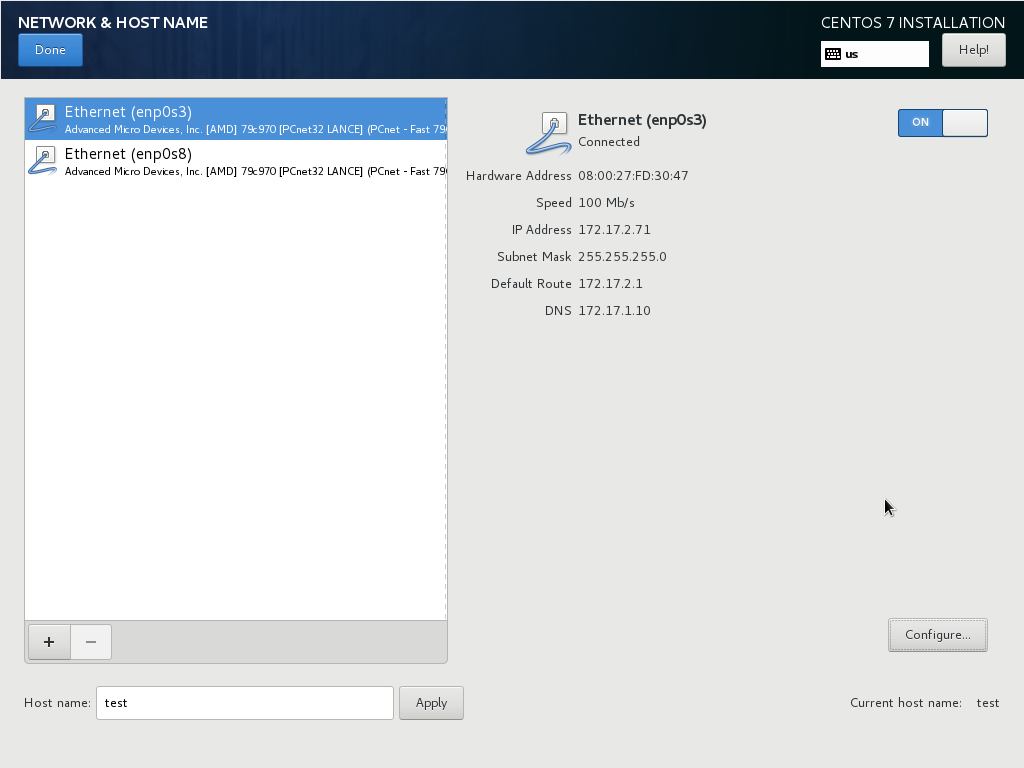 NETWORK & HOST NAME
CENTOS 7 INSTALLATION
Done
us
Help!
Ethernet (enp0s3)
Advanced Micro Devices, Inc. [AMD] 79c970 [PCnet32 LANCE] (PCnet - Fast 79
Ethernet (enp0s8)
Advanced Micro Devices, Inc. [AMD] 79c970 [PCnet32 LANCE] (PCnet - Fast 79
Ethernet (enp0s3)
Connected
ON
Hardware Address 08:00:27:FD:30:47
Speed 100 Mb/s
IP Address 172.17.2.71
Subnet Mask 255.255.255.0
Default Route 172.17.2.1
DNS 172.17.1.10
+ −
Configure...
Host name: test Apply
Current host name: test